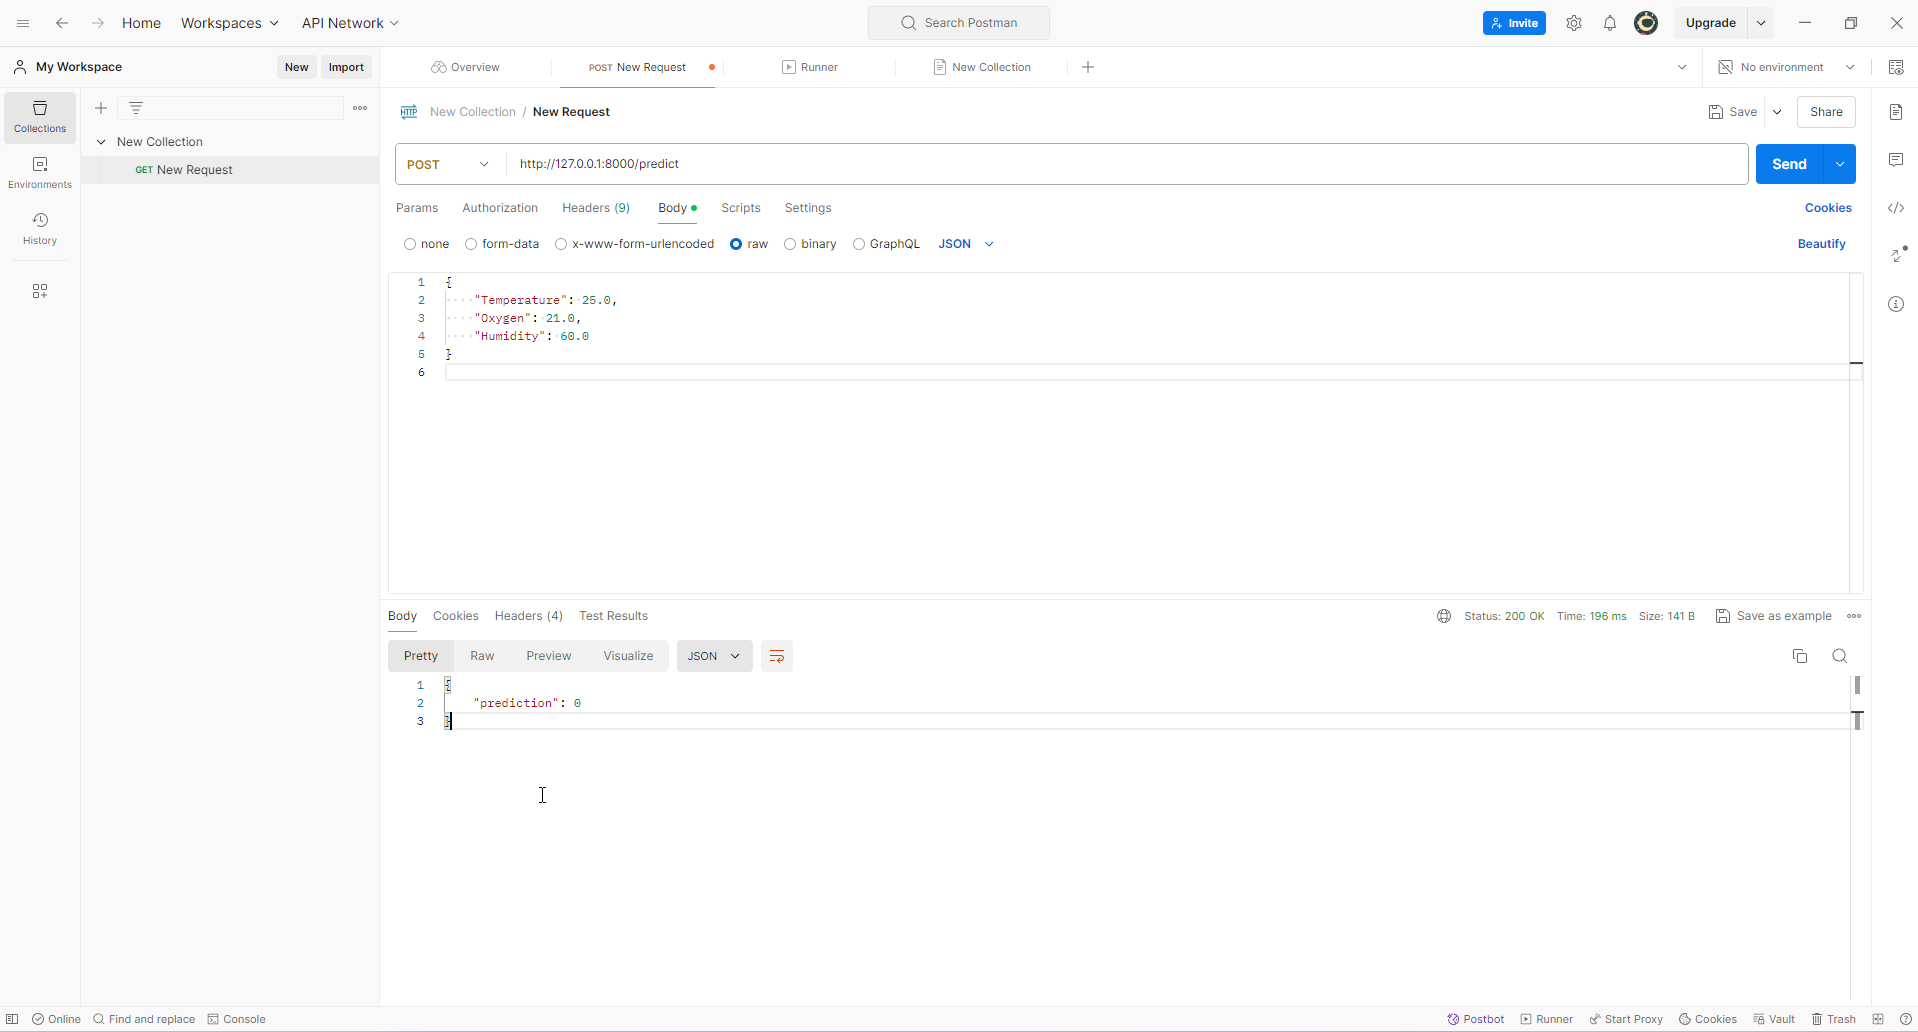 Home Workspaces API Network Search Postman Invite Upgrade
My Workspace New Import Overview POST New Request Runner New Collection No environment
Collections
Environments
History
New Collection
GET New Request
HTTP New Collection / New Request Save Share
POST http://127.0.0.1:8000/predict Send
Params Authorization Headers (9) Body Scripts Settings Cookies
none form-data x-www-form-urlencoded raw binary GraphQL JSON Beautify
1 {
2 "Temperature": 25.0,
3 "Oxygen": 21.0,
4 "Humidity": 60.0
5 }
6
Body Cookies Headers (4) Test Results Status: 200 OK Time: 196 ms Size: 141 B Save as example
Pretty Raw Preview Visualize JSON
1 {
2 "prediction": 0
3 }
Online Find and replace Console Postbot Runner Start Proxy Cookies Vault Trash